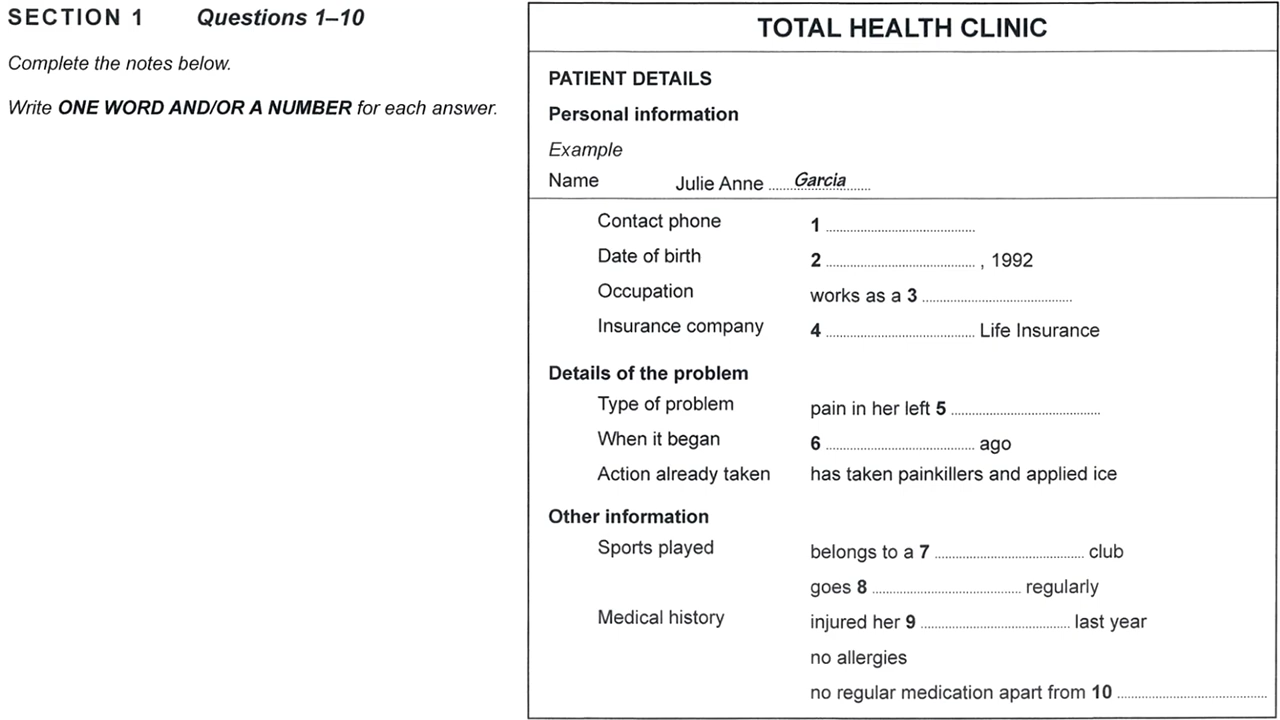 SECTION 1 Questions 1–10
Complete the notes below.
Write ONE WORD AND/OR A NUMBER for each answer.
TOTAL HEALTH CLINIC
PATIENT DETAILS
Personal information
Example
Name Julie Anne ......Garcia......
Contact phone 1 ........................................
Date of birth 2 ........................................ , 1992
Occupation works as a 3 ........................................
Insurance company 4 ........................................ Life Insurance
Details of the problem
Type of problem pain in her left 5 ........................................
When it began 6 ........................................ ago
Action already taken has taken painkillers and applied ice
Other information
Sports played belongs to a 7 ........................................ club
goes 8 ........................................ regularly
Medical history injured her 9 ........................................ last year
no allergies
no regular medication apart from 10 ........................................